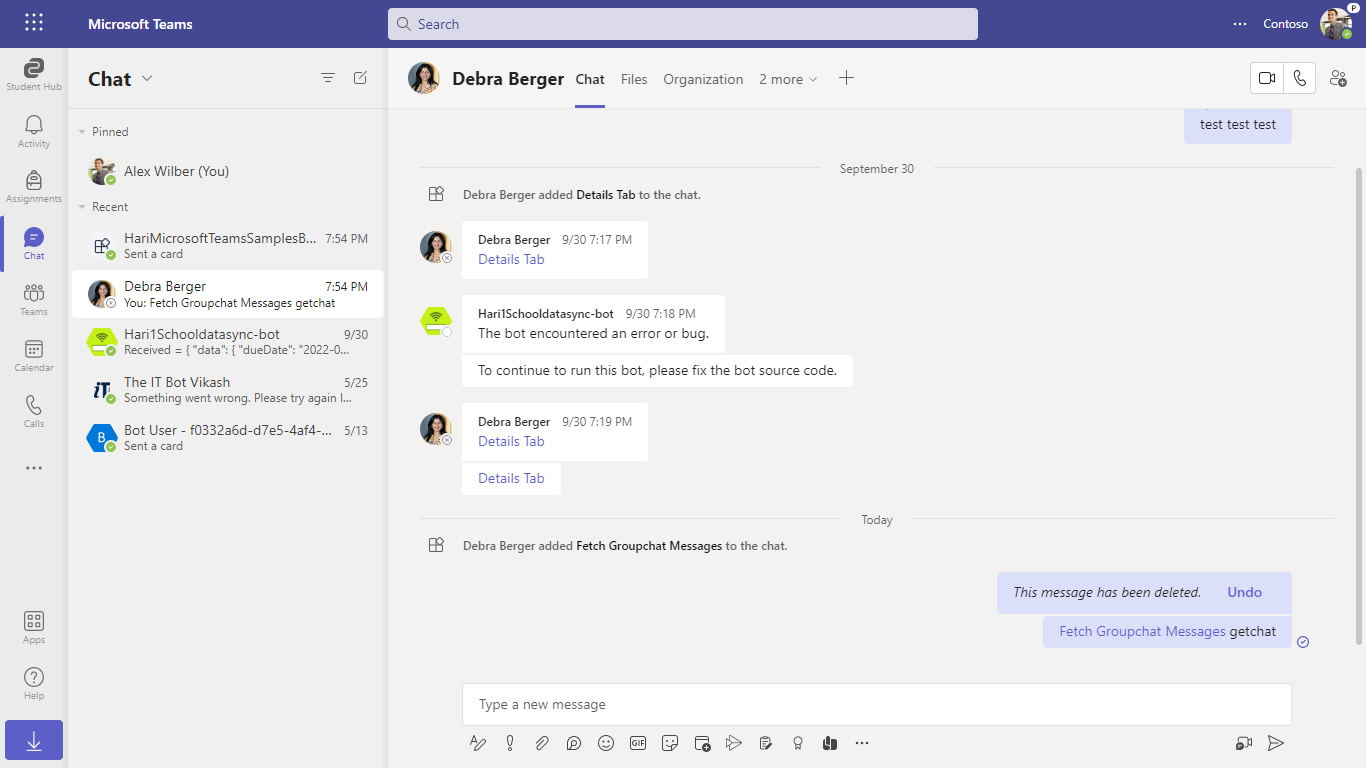 Microsoft Teams
Search
Contoso
P
Student Hub
Activity
Assignments
Chat
Teams
Calendar
Calls
Apps
Help
Chat
Pinned
Alex Wilber (You)
Recent
HariMicrosoftTeamsSamplesB... 7:54 PM
Sent a card
Debra Berger 7:54 PM
You: Fetch Groupchat Messages getchat
Hari1Schooldatasync-bot 9/30
Received = { "data": { "dueDate": "2022-0...
iT
The IT Bot Vikash 5/25
Something went wrong. Please try again l...
B
Bot User - f0332a6d-d7e5-4af4-... 5/13
Sent a card
Debra Berger Chat Files Organization 2 more
test test test
September 30
Debra Berger added Details Tab to the chat.
Debra Berger 9/30 7:17 PM
Details Tab
Hari1Schooldatasync-bot 9/30 7:18 PM
The bot encountered an error or bug.
To continue to run this bot, please fix the bot source code.
Debra Berger 9/30 7:19 PM
Details Tab
Details Tab
Today
Debra Berger added Fetch Groupchat Messages to the chat.
This message has been deleted. Undo
Fetch Groupchat Messages getchat
Type a new message
GIF